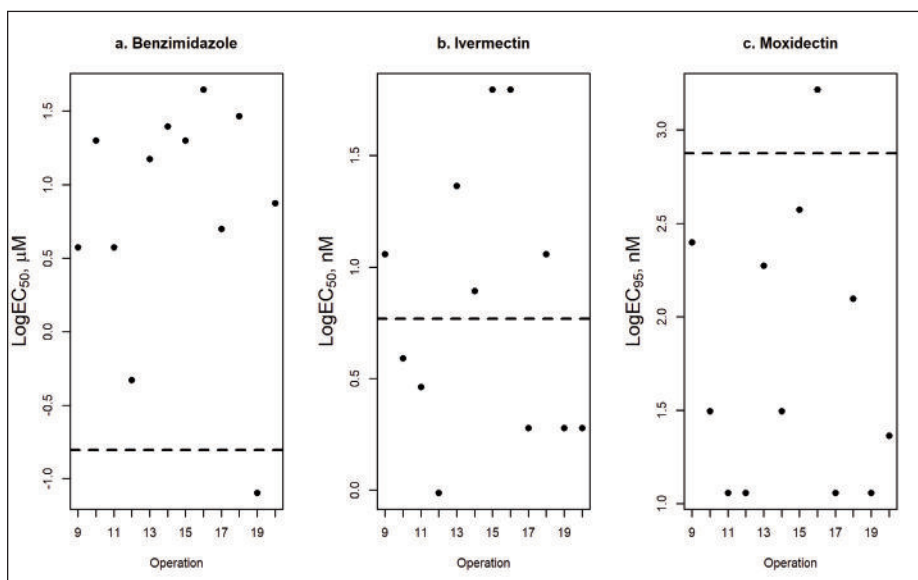 a. Benzimidazole
LogEC50, μM
1.5
1.0
0.5
0.0
-0.5
-1.0
9 11 13 15 17 19
Operation
b. Ivermectin
LogEC50, nM
1.5
1.0
0.5
0.0
9 11 13 15 17 19
Operation
c. Moxidectin
LogEC95, nM
3.0
2.5
2.0
1.5
1.0
9 11 13 15 17 19
Operation